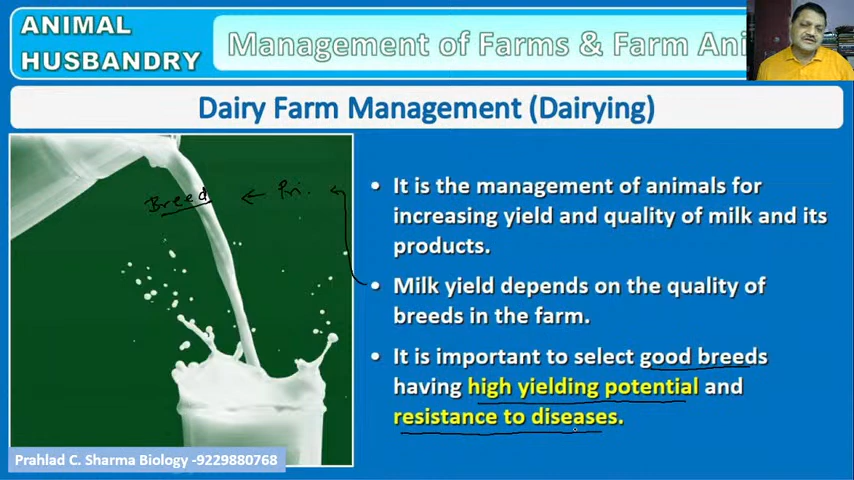 ANIMAL
HUSBANDRY
Management of Farms & Farm Ani
Dairy Farm Management (Dairying)
Breed ← Pri.
• It is the management of animals for
increasing yield and quality of milk and its
products.
• Milk yield depends on the quality of
breeds in the farm.
• It is important to select good breeds
having high yielding potential and
resistance to diseases.
Prahlad C. Sharma Biology -9229880768